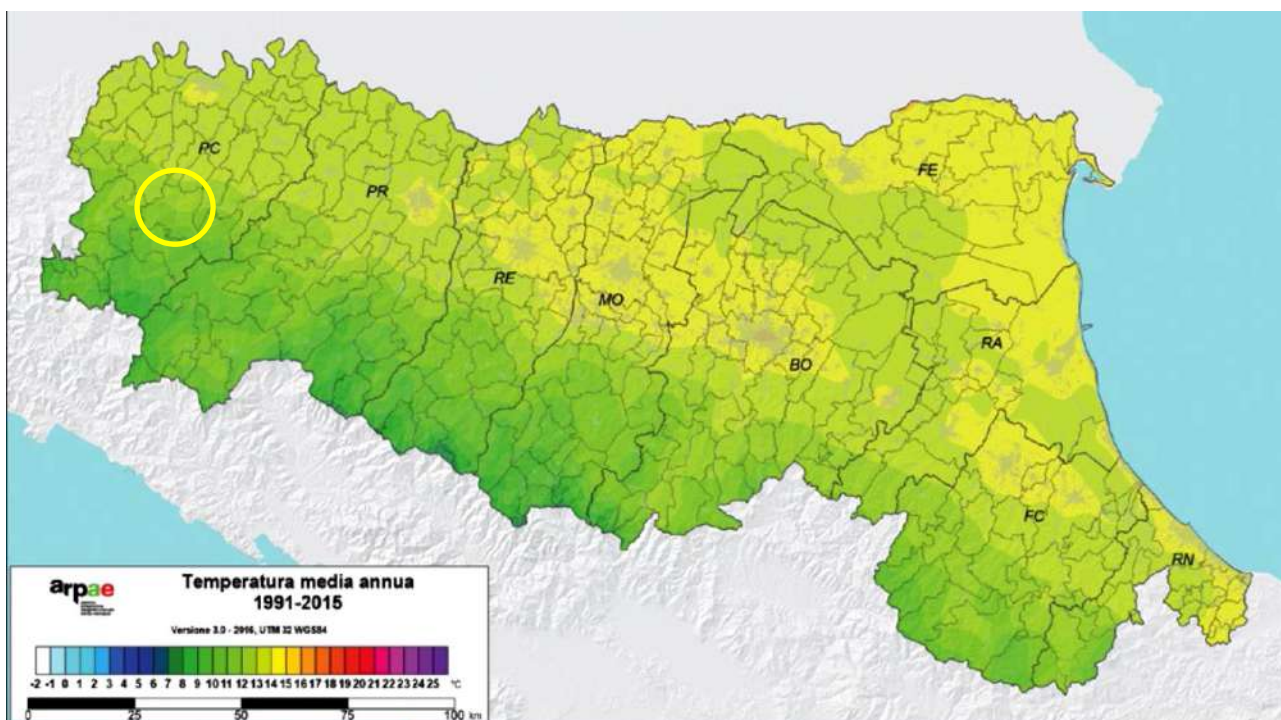 PC
PR
FE
RE
MO
BO
RA
FC
RN
arpae
Temperatura media annua
1991-2015
Versione 3.0 - 2016, UTM 32 WGS84
-2 -1 0 1 2 3 4 5 6 7 8 9 10 11 12 13 14 15 16 17 18 19 20 21 22 23 24 25 °C
0 25 50 75 100 km